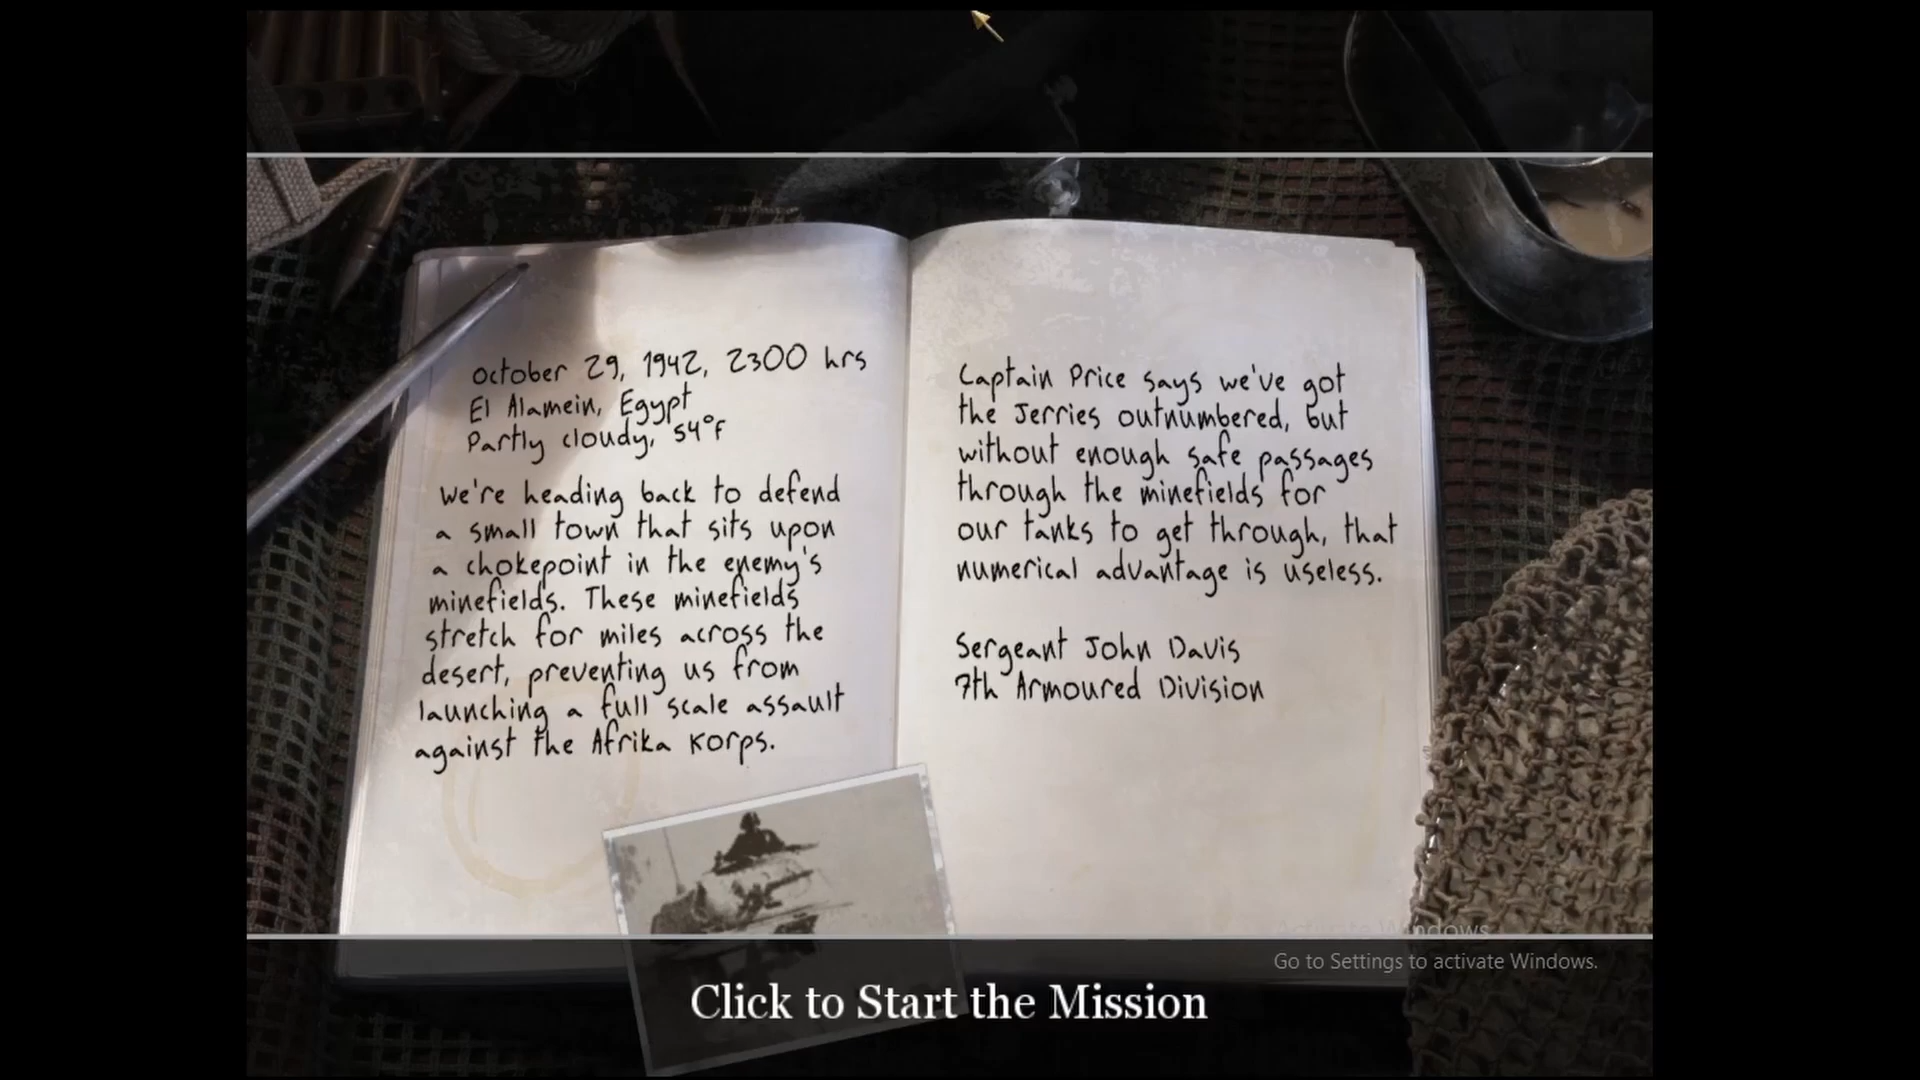 October 29, 1942, 2300 hrs
El Alamein, Egypt
Partly cloudy, 54°F
We're heading back to defend
a small town that sits upon
a chokepoint in the enemy's
minefields. These minefields
stretch for miles across the
desert, preventing us from
launching a full scale assault
against the Afrika Korps.
Captain Price says we've got
the Jerries outnumbered, but
without enough safe passages
through the minefields for
our tanks to get through, that
numerical advantage is useless.
Sergeant John Davis
7th Armoured Division
Activate Windows
Go to Settings to activate Windows.
Click to Start the Mission